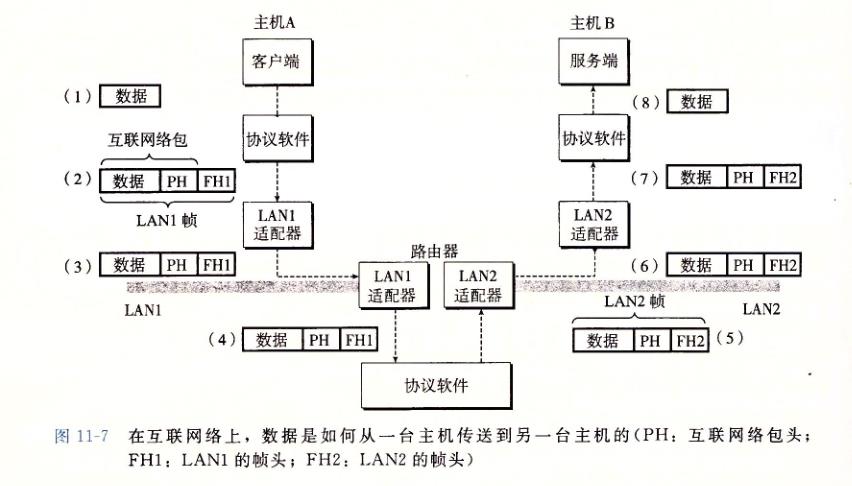 主机A
主机 B
客户端
服务端
(1) 数据
(8) 数据
互联网络包
协议软件
协议软件
(2) 数据 PH FH1
(7) 数据 PH FH2
LAN1 帧
LAN1
适配器
LAN2
适配器
路由器
(3) 数据 PH FH1
LAN1
适配器
LAN2
适配器
(6) 数据 PH FH2
LAN1
LAN2 帧
LAN2
(4) 数据 PH FH1
数据 PH FH2 (5)
协议软件
图 11-7 在互联网络上，数据是如何从一台主机传送到另一台主机的(PH：互联网络包头；
FH1：LAN1 的帧头；FH2：LAN2 的帧头)